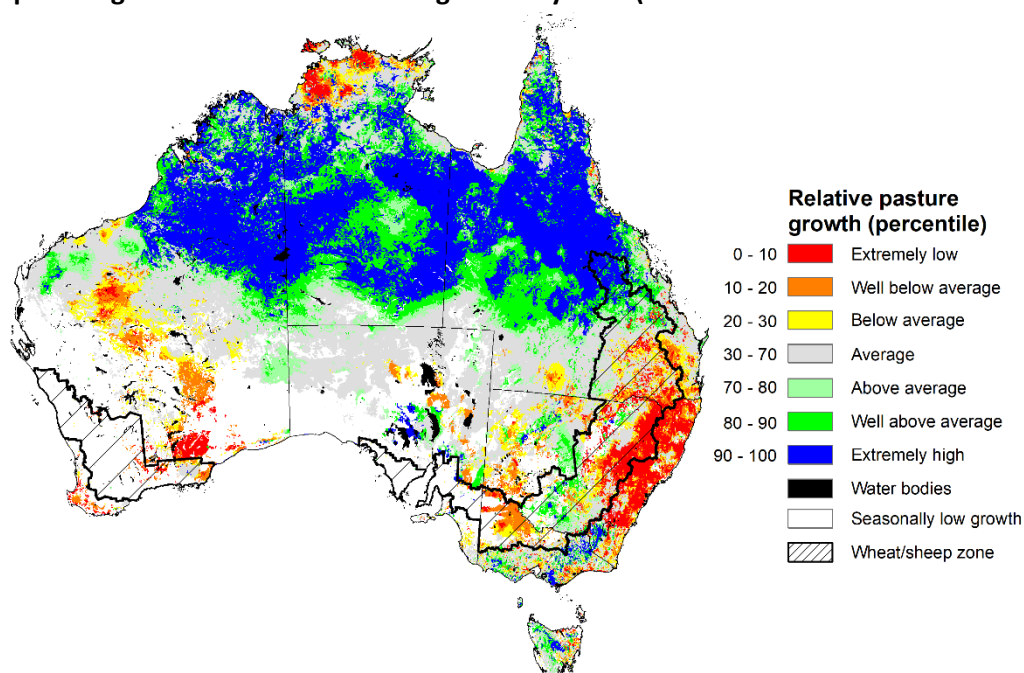 Relative pasture
growth (percentile)
0 - 10 Extremely low
10 - 20 Well below average
20 - 30 Below average
30 - 70 Average
70 - 80 Above average
80 - 90 Well above average
90 - 100 Extremely high
Water bodies
Seasonally low growth
Wheat/sheep zone